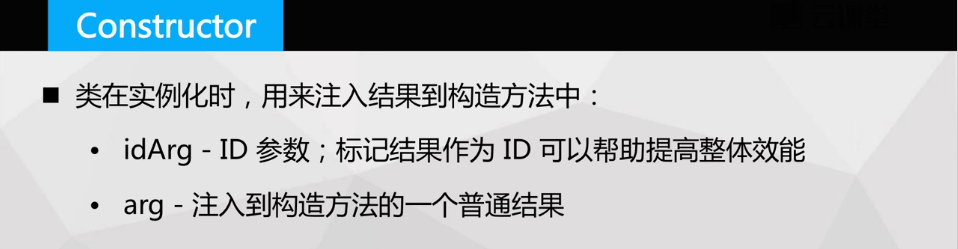 Constructor
■ 类在实例化时，用来注入结果到构造方法中：
• idArg - ID 参数；标记结果作为 ID 可以帮助提高整体效能
• arg - 注入到构造方法的一个普通结果